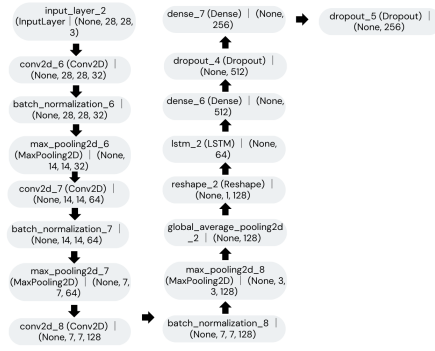 input_layer_2
(InputLayer | (None, 28, 28,
3)
conv2d_6 (Conv2D) |
(None, 28, 28, 32)
batch_normalization_6 |
(None, 28, 28, 32)
max_pooling2d_6
(MaxPooling2D) | (None,
14, 14, 32)
conv2d_7 (Conv2D) |
(None, 14, 14, 64)
batch_normalization_7 |
(None, 14, 14, 64)
max_pooling2d_7
(MaxPooling2D) | (None, 7,
7, 64)
conv2d_8 (Conv2D) |
(None, 7, 7, 128
batch_normalization_8 |
(None, 7, 7, 128)
max_pooling2d_8
(MaxPooling2D) | (None, 3,
3, 128)
global_average_pooling2d
_2 | (None, 128)
reshape_2 (Reshape) |
(None, 1, 128)
lstm_2 (LSTM) | (None,
64)
dense_6 (Dense) | (None,
512)
dropout_4 (Dropout) |
(None, 512)
dense_7 (Dense) | (None,
256)
dropout_5 (Dropout) |
(None, 256)